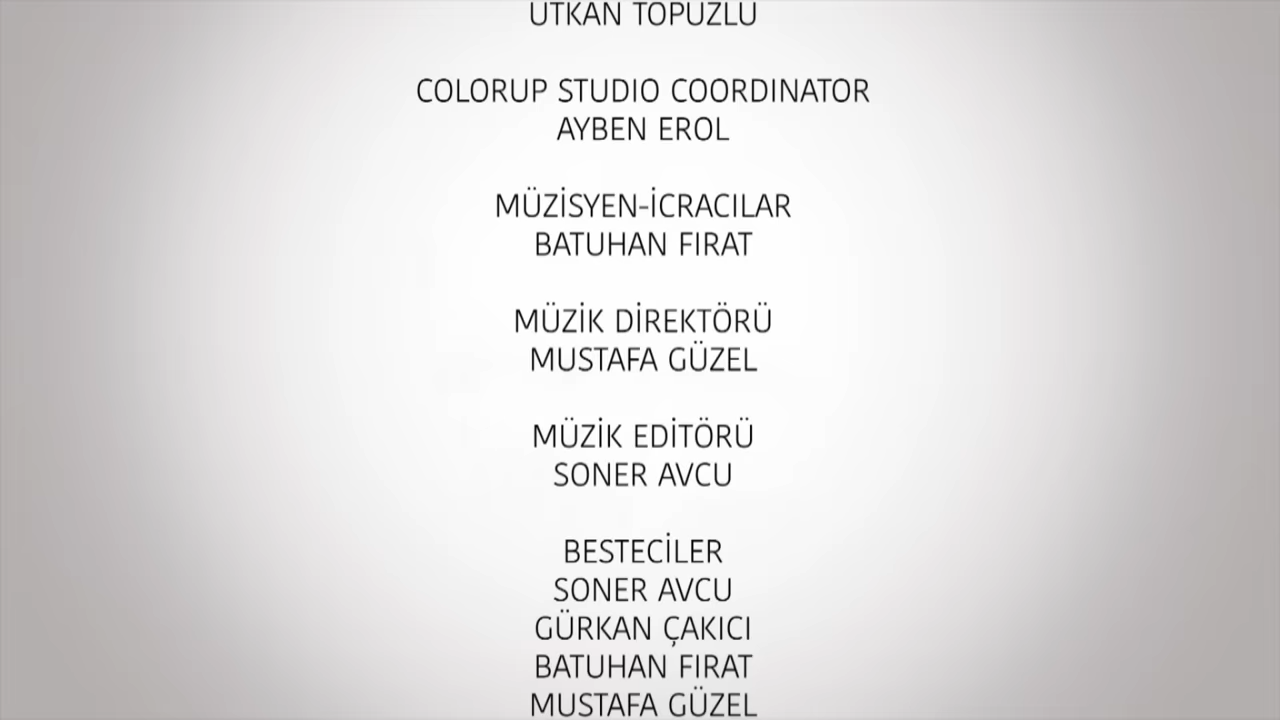 UTKAN TOPUZLU
COLORUP STUDIO COORDINATOR
AYBEN EROL
MÜZİSYEN-İCRACILAR
BATUHAN FIRAT
MÜZİK DİREKTÖRÜ
MUSTAFA GÜZEL
MÜZİK EDİTÖRÜ
SONER AVCU
BESTECİLER
SONER AVCU
GÜRKAN ÇAKICI
BATUHAN FIRAT
MUSTAFA GÜZEL